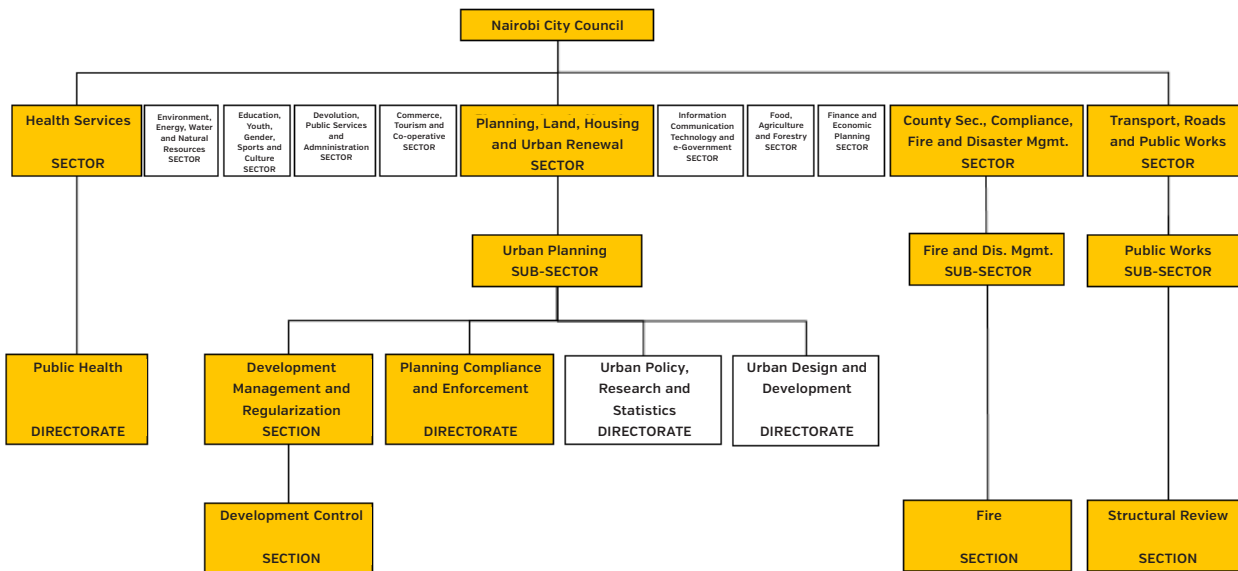 Nairobi City Council
Health Services
SECTOR
Environment,
Energy, Water
and Natural
Resources
SECTOR
Education,
Youth,
Gender,
Sports and
Culture
SECTOR
Devolution,
Public Services
and
Admninistration
SECTOR
Commerce,
Tourism and
Co-operative
SECTOR
Planning, Land, Housing
and Urban Renewal
SECTOR
Information
Communication
Technology and
e-Government
SECTOR
Food,
Agriculture
and Forestry
SECTOR
Finance and
Economic
Planning
SECTOR
County Sec., Compliance,
Fire and Disaster Mgmt.
SECTOR
Transport, Roads
and Public Works
SECTOR
Urban Planning
SUB-SECTOR
Fire and Dis. Mgmt.
SUB-SECTOR
Public Works
SUB-SECTOR
Public Health
DIRECTORATE
Development
Management and
Regularization
SECTION
Planning Compliance
and Enforcement
DIRECTORATE
Urban Policy,
Research and
Statistics
DIRECTORATE
Urban Design and
Development
DIRECTORATE
Development Control
SECTION
Fire
SECTION
Structural Review
SECTION